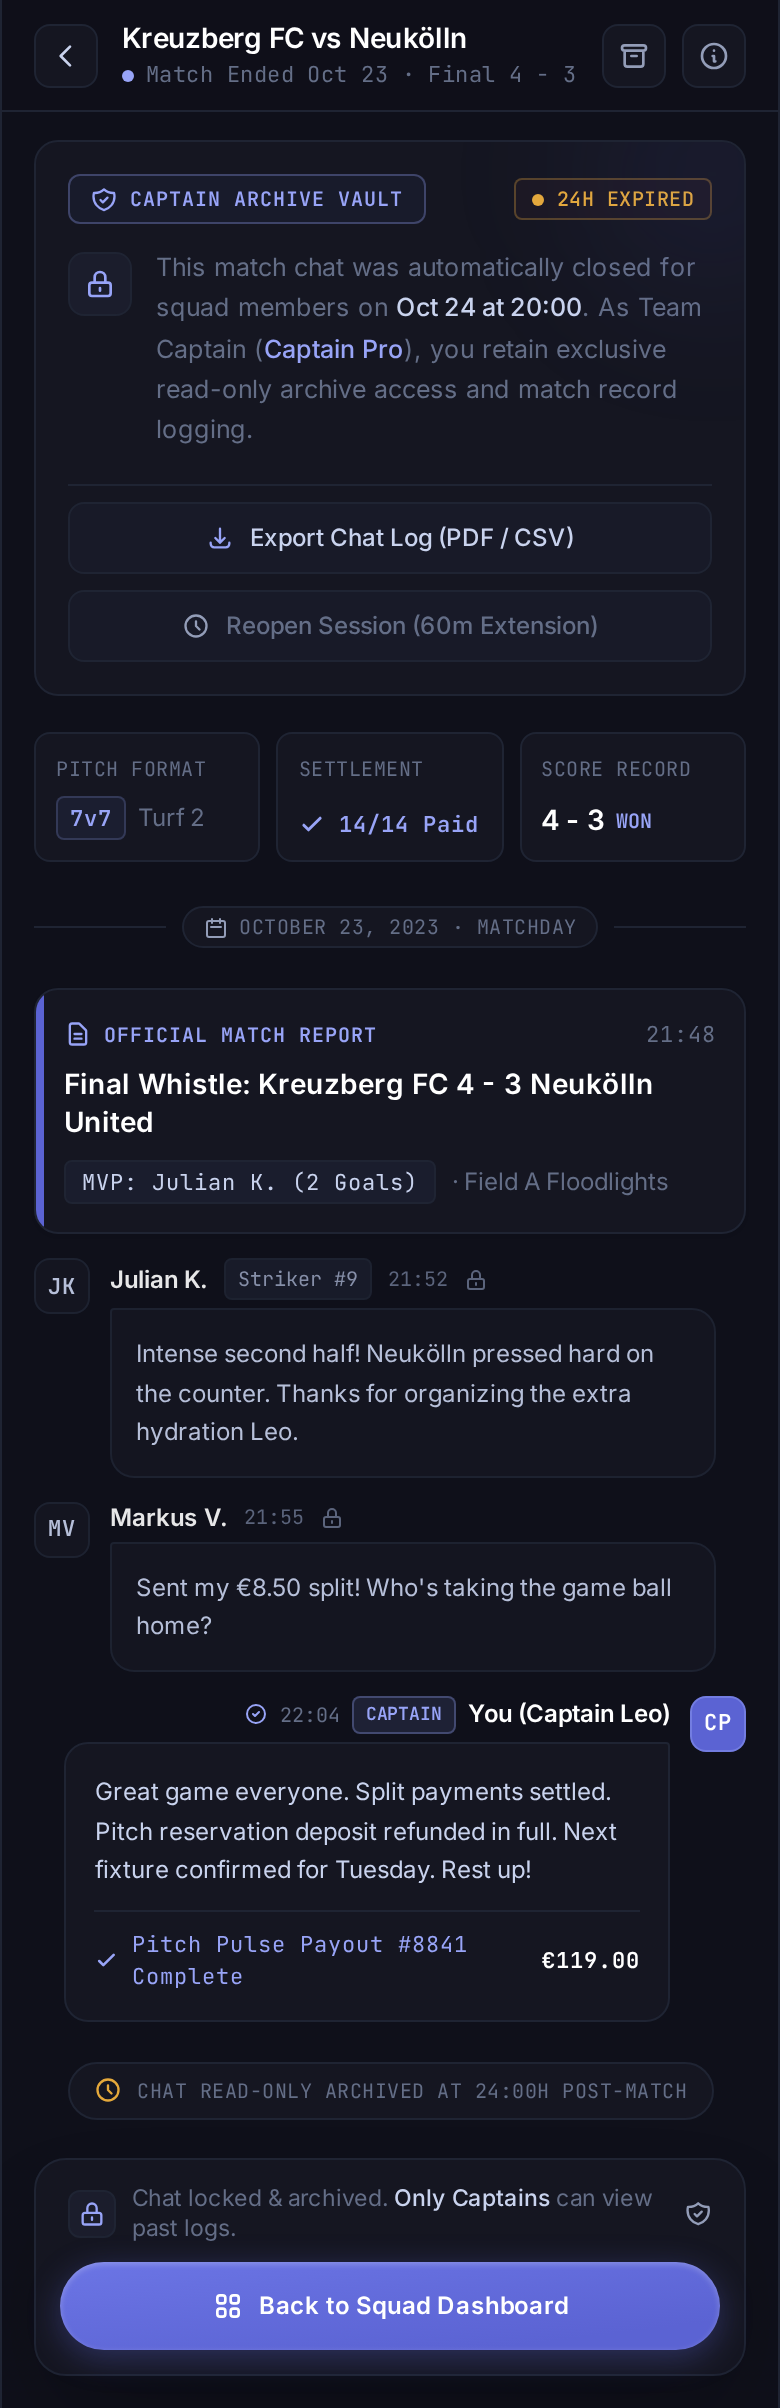 Kreuzberg FC vs Neukölln
Match Ended Oct 23 · Final 4 - 3
CAPTAIN ARCHIVE VAULT
24H EXPIRED
This match chat was automatically closed for
squad members on Oct 24 at 20:00. As Team
Captain (Captain Pro), you retain exclusive
read-only archive access and match record
logging.
Export Chat Log (PDF / CSV)
Reopen Session (60m Extension)
PITCH FORMAT
7v7 Turf 2
SETTLEMENT
14/14 Paid
SCORE RECORD
4 - 3 WON
OCTOBER 23, 2023 · MATCHDAY
OFFICIAL MATCH REPORT 21:48
Final Whistle: Kreuzberg FC 4 - 3 Neukölln
United
MVP: Julian K. (2 Goals) · Field A Floodlights
JK Julian K. Striker #9 21:52
Intense second half! Neukölln pressed hard on
the counter. Thanks for organizing the extra
hydration Leo.
MV Markus V. 21:55
Sent my €8.50 split! Who's taking the game ball
home?
22:04 CAPTAIN You (Captain Leo) CP
Great game everyone. Split payments settled.
Pitch reservation deposit refunded in full. Next
fixture confirmed for Tuesday. Rest up!
Pitch Pulse Payout #8841
Complete
€119.00
CHAT READ-ONLY ARCHIVED AT 24:00H POST-MATCH
Chat locked & archived. Only Captains can view
past logs.
Back to Squad Dashboard